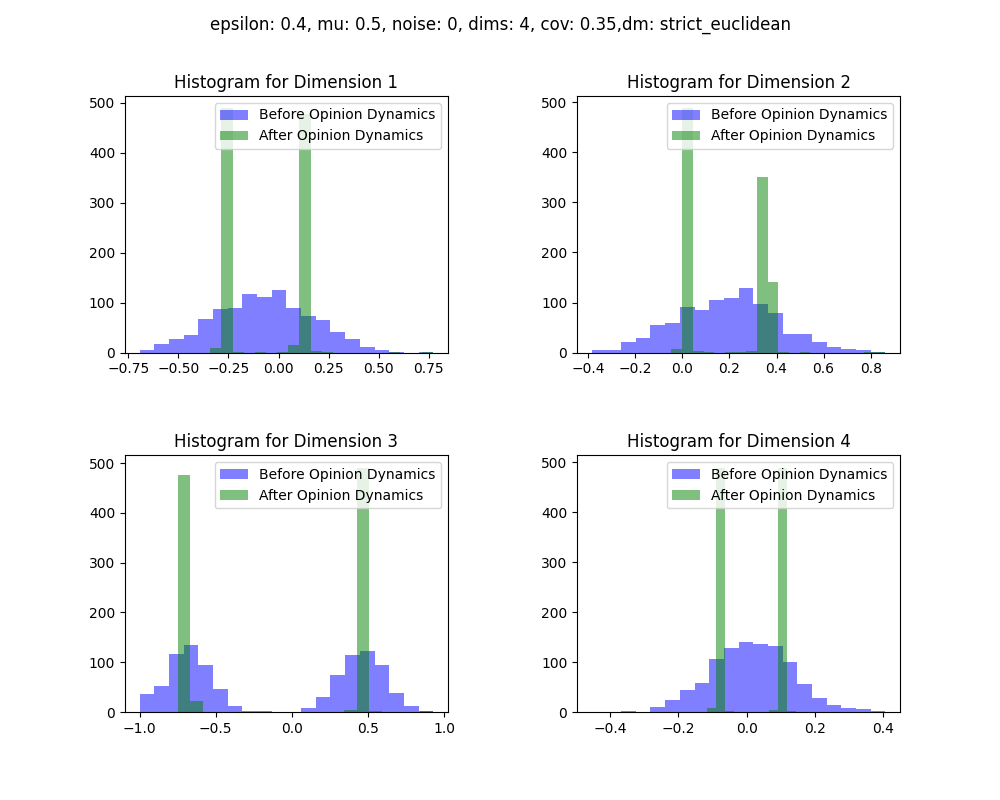 epsilon: 0.4, mu: 0.5, noise: 0, dims: 4, cov: 0.35,dm: strict_euclidean
Histogram for Dimension 1
Before Opinion Dynamics
After Opinion Dynamics
500
400
300
200
100
0
−0.75 −0.50 −0.25 0.00 0.25 0.50 0.75
Histogram for Dimension 2
Before Opinion Dynamics
After Opinion Dynamics
500
400
300
200
100
0
−0.4 −0.2 0.0 0.2 0.4 0.6 0.8
Histogram for Dimension 3
Before Opinion Dynamics
After Opinion Dynamics
500
400
300
200
100
0
−1.0 −0.5 0.0 0.5 1.0
Histogram for Dimension 4
Before Opinion Dynamics
After Opinion Dynamics
500
400
300
200
100
0
−0.4 −0.2 0.0 0.2 0.4